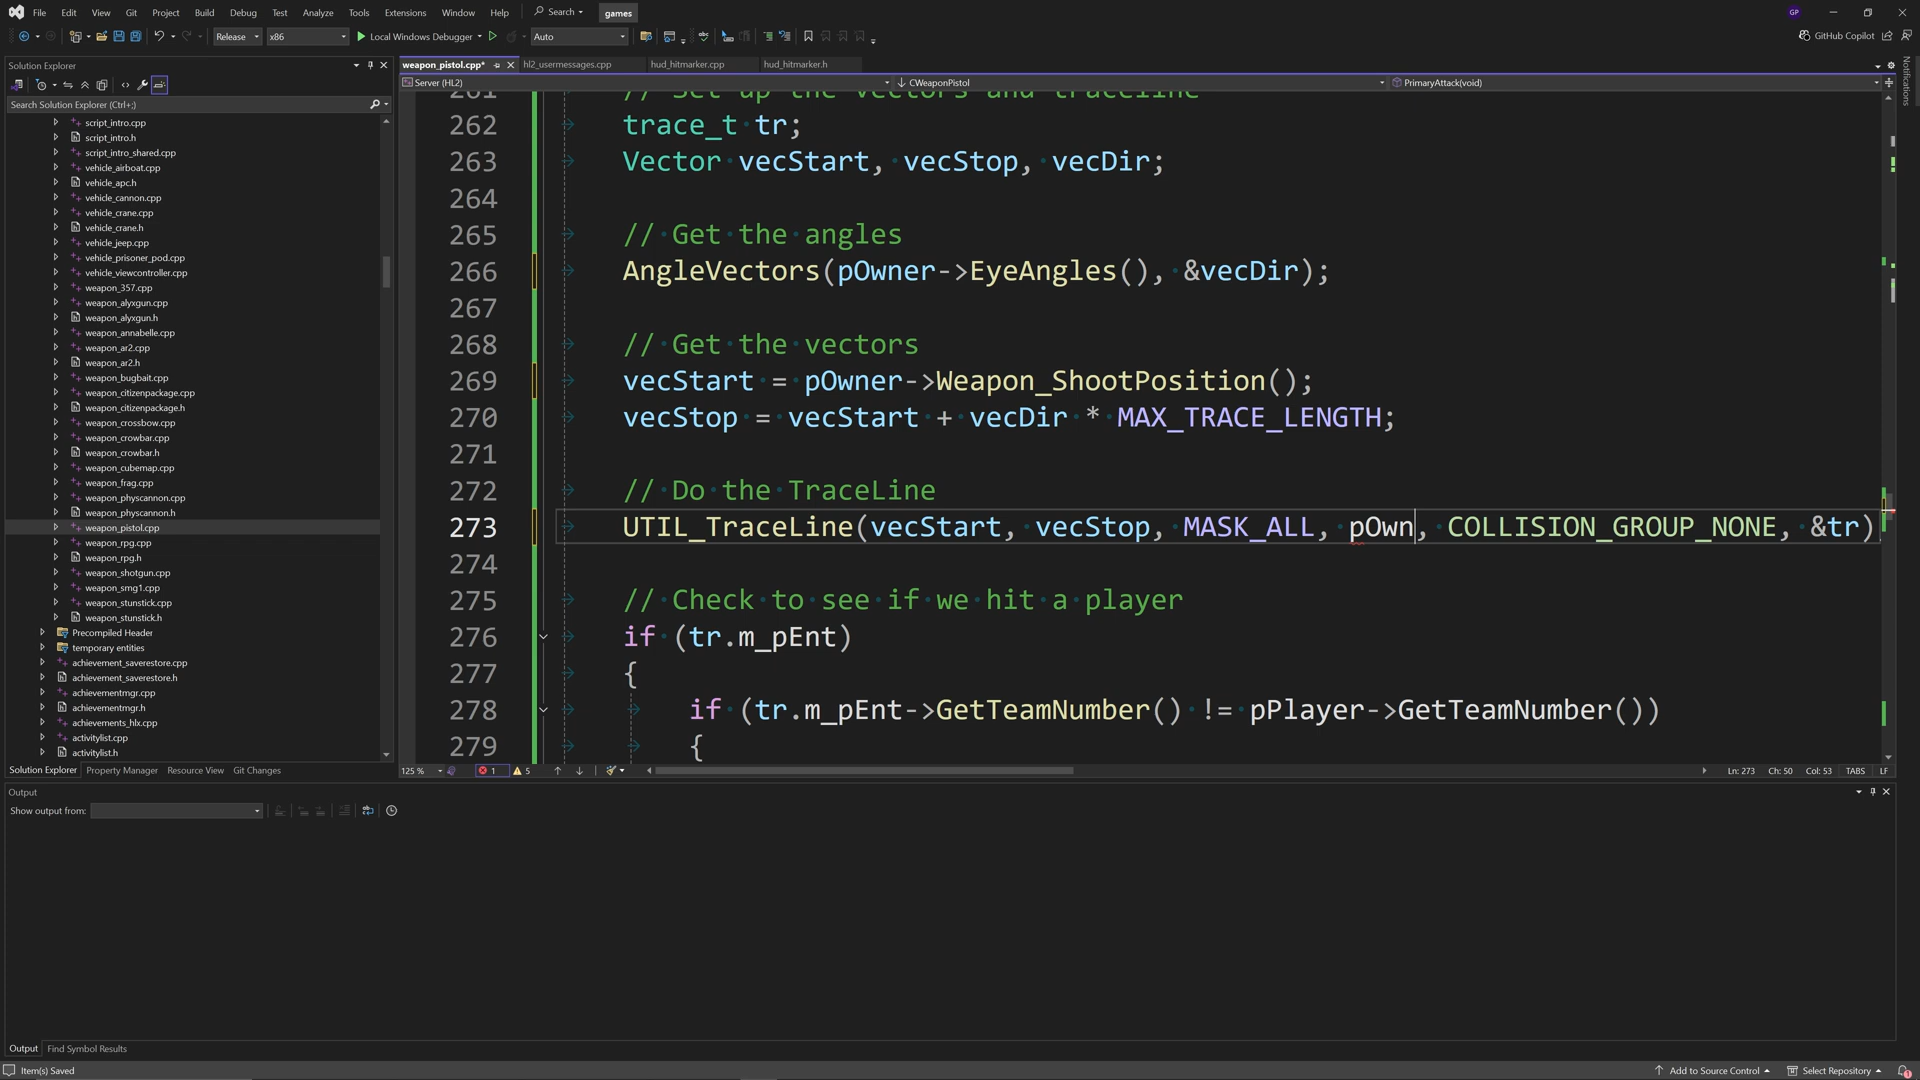 File Edit View Git Project Build Debug Test Analyze Tools Extensions Window Help Search games GP
Release x86 Local Windows Debugger Auto GitHub Copilot
Solution Explorer
Search Solution Explorer (Ctrl+;)
script_intro.cpp
script_intro.h
script_intro_shared.cpp
vehicle_airboat.cpp
vehicle_apc.h
vehicle_cannon.cpp
vehicle_crane.cpp
vehicle_crane.h
vehicle_jeep.cpp
vehicle_prisoner_pod.cpp
vehicle_viewcontroller.cpp
weapon_357.cpp
weapon_alyxgun.cpp
weapon_alyxgun.h
weapon_annabelle.cpp
weapon_ar2.cpp
weapon_ar2.h
weapon_bugbait.cpp
weapon_citizenpackage.cpp
weapon_citizenpackage.h
weapon_crossbow.cpp
weapon_crowbar.cpp
weapon_crowbar.h
weapon_cubemap.cpp
weapon_frag.cpp
weapon_physcannon.cpp
weapon_physcannon.h
weapon_pistol.cpp
weapon_rpg.cpp
weapon_rpg.h
weapon_shotgun.cpp
weapon_smg1.cpp
weapon_stunstick.cpp
weapon_stunstick.h
Precompiled Header
temporary entities
achievement_saverestore.cpp
achievement_saverestore.h
achievementmgr.cpp
achievementmgr.h
achievements_hlx.cpp
activitylist.cpp
activitylist.h
Solution Explorer Property Manager Resource View Git Changes
weapon_pistol.cpp* hl2_usermessages.cpp hud_hitmarker.cpp hud_hitmarker.h
Server (HL2) CWeaponPistol PrimaryAttack(void)
261 // Set up the vectors and traceline
262 trace_t tr;
263 Vector vecStart, vecStop, vecDir;
264
265 // Get the angles
266 AngleVectors(pOwner->EyeAngles(), &vecDir);
267
268 // Get the vectors
269 vecStart = pOwner->Weapon_ShootPosition();
270 vecStop = vecStart + vecDir * MAX_TRACE_LENGTH;
271
272 // Do the TraceLine
273 UTIL_TraceLine(vecStart, vecStop, MASK_ALL, pOwn, COLLISION_GROUP_NONE, &tr)
274
275 // Check to see if we hit a player
276 if (tr.m_pEnt)
277 {
278 if (tr.m_pEnt->GetTeamNumber() != pPlayer->GetTeamNumber())
279 {
125 % 1 5 Ln: 273 Ch: 50 Col: 53 TABS LF
Notifications
Output
Show output from:
Output Find Symbol Results
Item(s) Saved Add to Source Control Select Repository 1